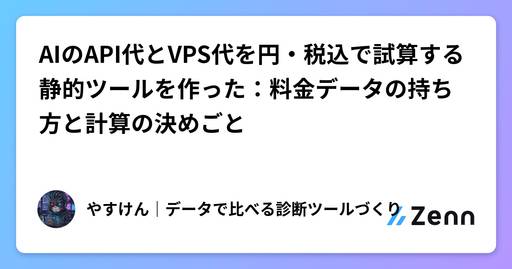 AIのAPI代とVPS代を円・税込で試算する
静的ツールを作った：料金データの持ち
方と計算の決めごと
やすけん｜データで比べる診断ツールづくり
Zenn